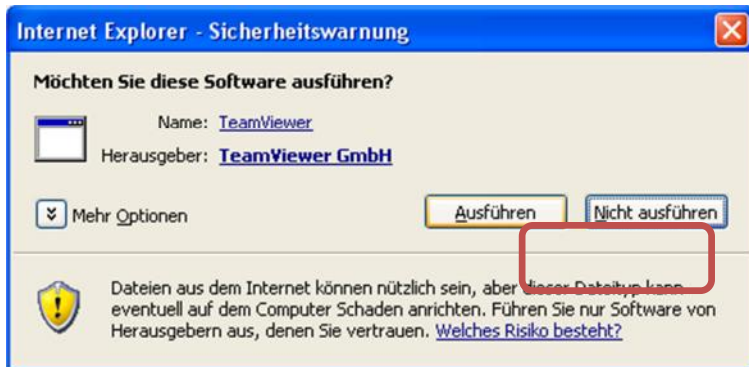 Internet Explorer - Sicherheitswarnung
Möchten Sie diese Software ausführen?
Name: TeamViewer
Herausgeber: TeamViewer GmbH
Mehr Optionen
Ausführen
Nicht ausführen
Dateien aus dem Internet können nützlich sein, aber dieser Dateityp kann
eventuell auf dem Computer Schaden anrichten. Führen Sie nur Software von
Herausgebern aus, denen Sie vertrauen. Welches Risiko besteht?